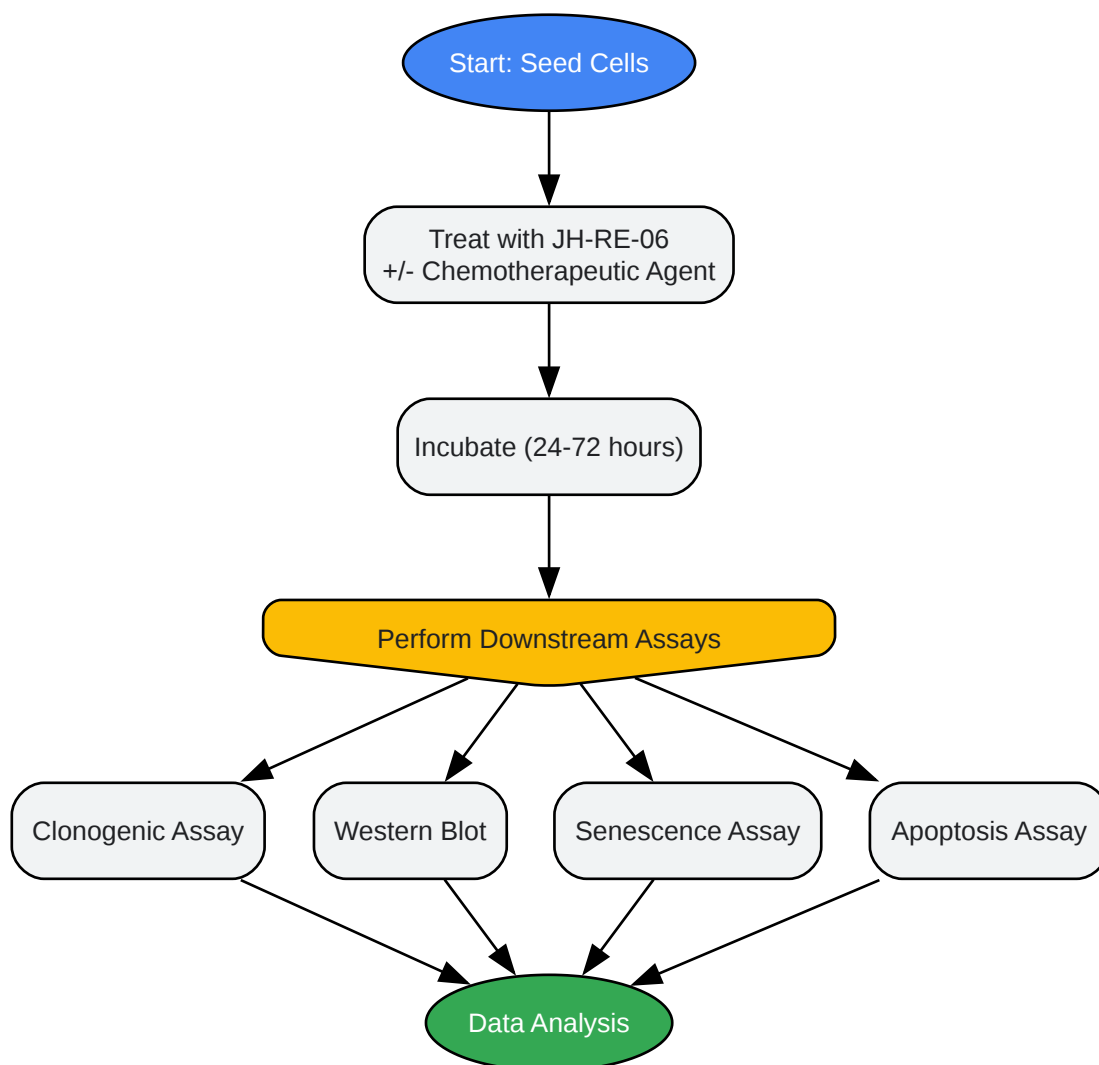 Start: Seed Cells
Treat with JH-RE-06
+/- Chemotherapeutic Agent
Incubate (24-72 hours)
Perform Downstream Assays
Clonogenic Assay
Western Blot
Senescence Assay
Apoptosis Assay
Data Analysis